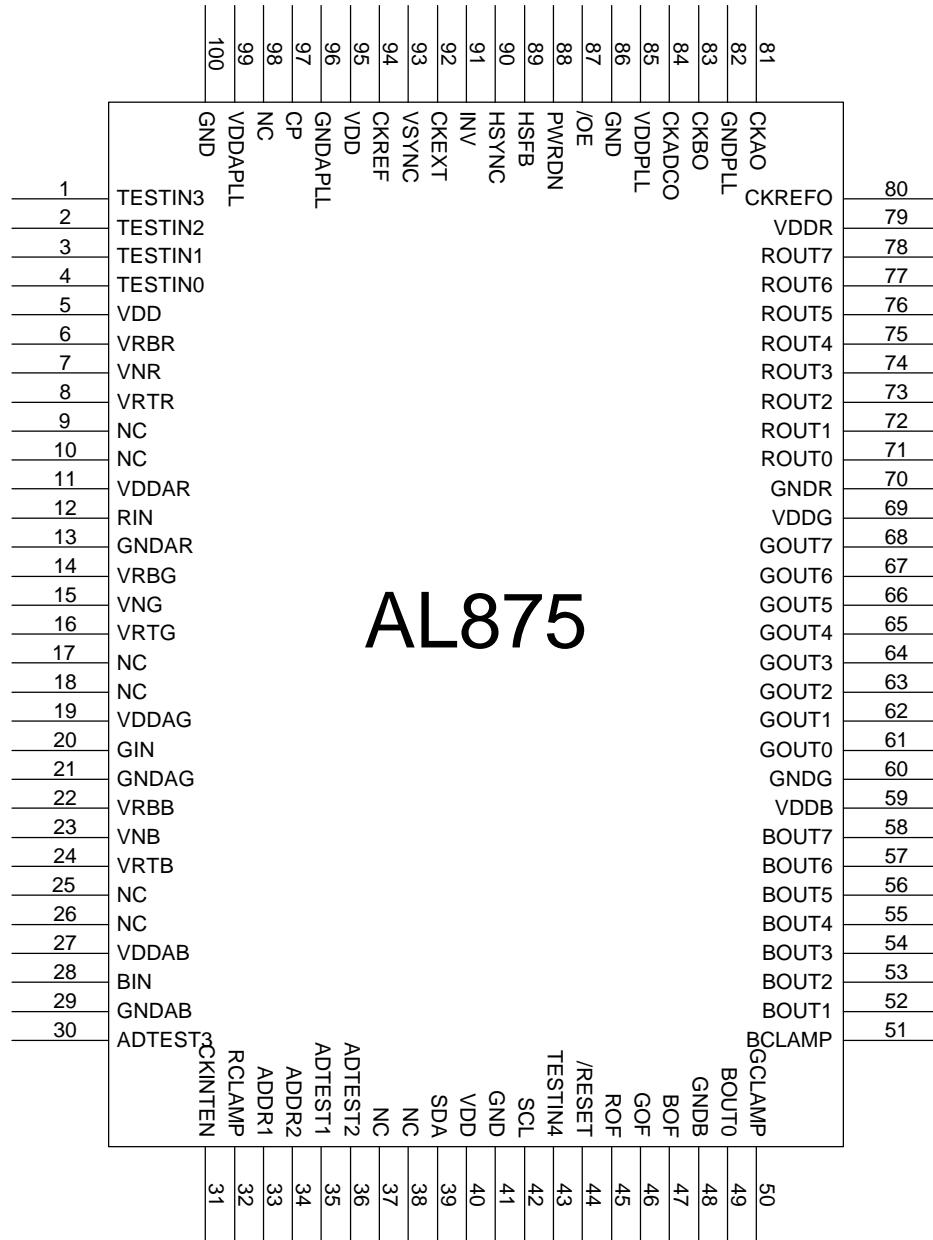 100 99 98 97 96 95 94 93 92 91 90 89 88 87 86 85 84 83 82 81
GND VDDAPLL NC CP GNDAPLL VDD CKREF VSYNC CKEXT INV HSYNC HSFB PWRDN /OE GND VDDPLL CKADCO CKBO GNDPLL CKAO
1 TESTIN3 CKREFO 80
2 TESTIN2 VDDR 79
3 TESTIN1 ROUT7 78
4 TESTIN0 ROUT6 77
5 VDD ROUT5 76
6 VRBR ROUT4 75
7 VNR ROUT3 74
8 VRTR ROUT2 73
9 NC ROUT1 72
10 NC ROUT0 71
11 VDDAR GNDR 70
12 RIN VDDG 69
13 GNDAR GOUT7 68
14 VRBG GOUT6 67
15 VNG GOUT5 66
AL875
16 VRTG GOUT4 65
17 NC GOUT3 64
18 NC GOUT2 63
19 VDDAG GOUT1 62
20 GIN GOUT0 61
21 GNDAG GNDG 60
22 VRBB VDDB 59
23 VNB BOUT7 58
24 VRTB BOUT6 57
25 NC BOUT5 56
26 NC BOUT4 55
27 VDDAB BOUT3 54
28 BIN BOUT2 53
29 GNDAB BOUT1 52
30 ADTEST3 BCLAMP 51
CKINTEN RCLAMP ADDR1 ADDR2 ADTEST1 ADTEST2 NC NC SDA VDD GND SCL TESTIN4 /RESET ROF GOF BOF GNDB BOUT0 GCLAMP
31 32 33 34 35 36 37 38 39 40 41 42 43 44 45 46 47 48 49 50